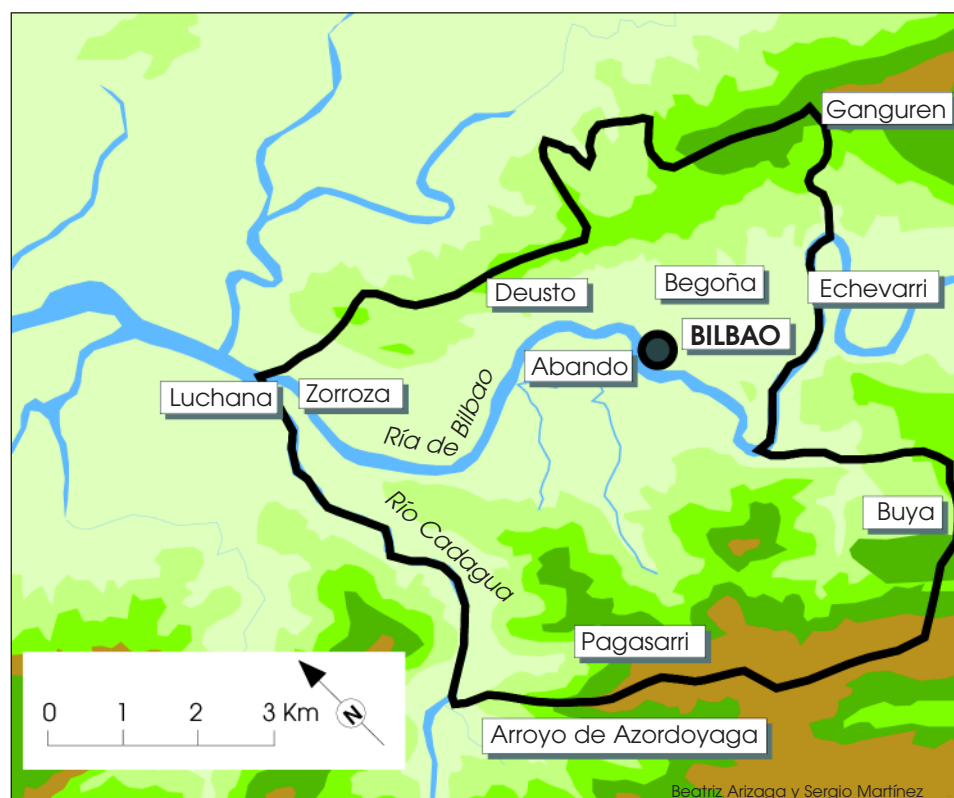 Ganguren
Begoña
Deusto
Echevarri
BILBAO
Abando
Luchana
Zorroza
Ría de Bilbao
Río Cadagua
Buya
Pagasarri
0 1 2 3 Km
N
Arroyo de Azordoyaga
Beatriz Arizaga y Sergio Martínez